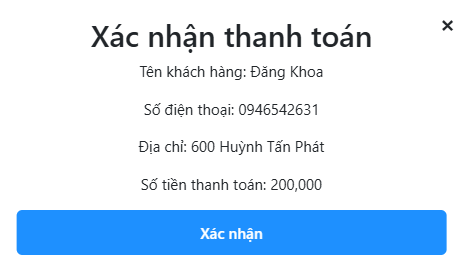 ×
Xác nhận thanh toán
Tên khách hàng: Đăng Khoa
Số điện thoại: 0946542631
Địa chỉ: 600 Huỳnh Tấn Phát
Số tiền thanh toán: 200,000
Xác nhận